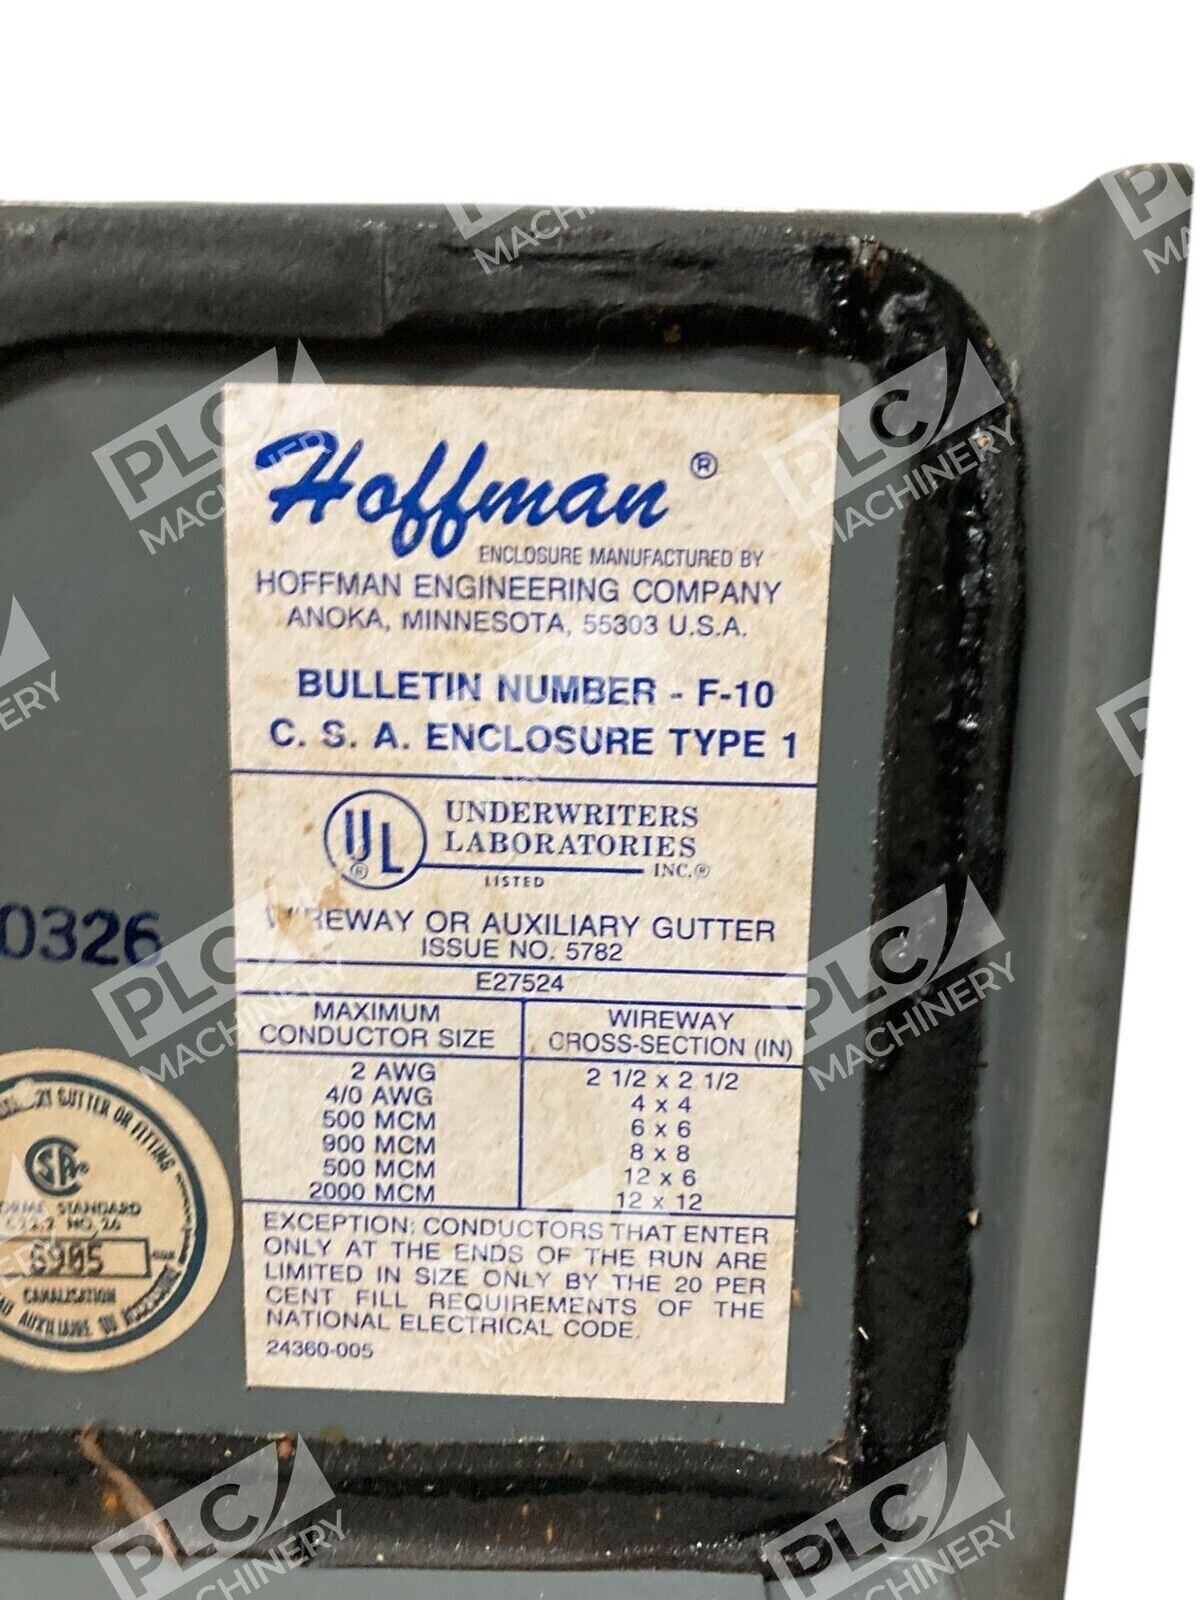 Hoffman®
ENCLOSURE MANUFACTURED BY
HOFFMAN ENGINEERING COMPANY
ANOKA, MINNESOTA, 55303 U.S.A.
BULLETIN NUMBER - F-10
C. S. A. ENCLOSURE TYPE 1
UL® UNDERWRITERS
LABORATORIES
INC.®
LISTED
WIREWAY OR AUXILIARY GUTTER
ISSUE NO. 5782
E27524
MAXIMUM CONDUCTOR SIZE WIREWAY CROSS-SECTION (IN)
2 AWG 2 1/2 x 2 1/2
4/0 AWG 4 x 4
500 MCM 6 x 6
900 MCM 8 x 8
500 MCM 12 x 6
2000 MCM 12 x 12
EXCEPTION: CONDUCTORS THAT ENTER
ONLY AT THE ENDS OF THE RUN ARE
LIMITED IN SIZE ONLY BY THE 20 PER
CENT FILL REQUIREMENTS OF THE
NATIONAL ELECTRICAL CODE.
24360-005
0326
GUTTER OR FITTING
CSA®
STANDARD
C22.2 NO. 26
6905
CANALISATION
AUXILIAIRE OU ACCESSOIRE
PLC MACHINERY